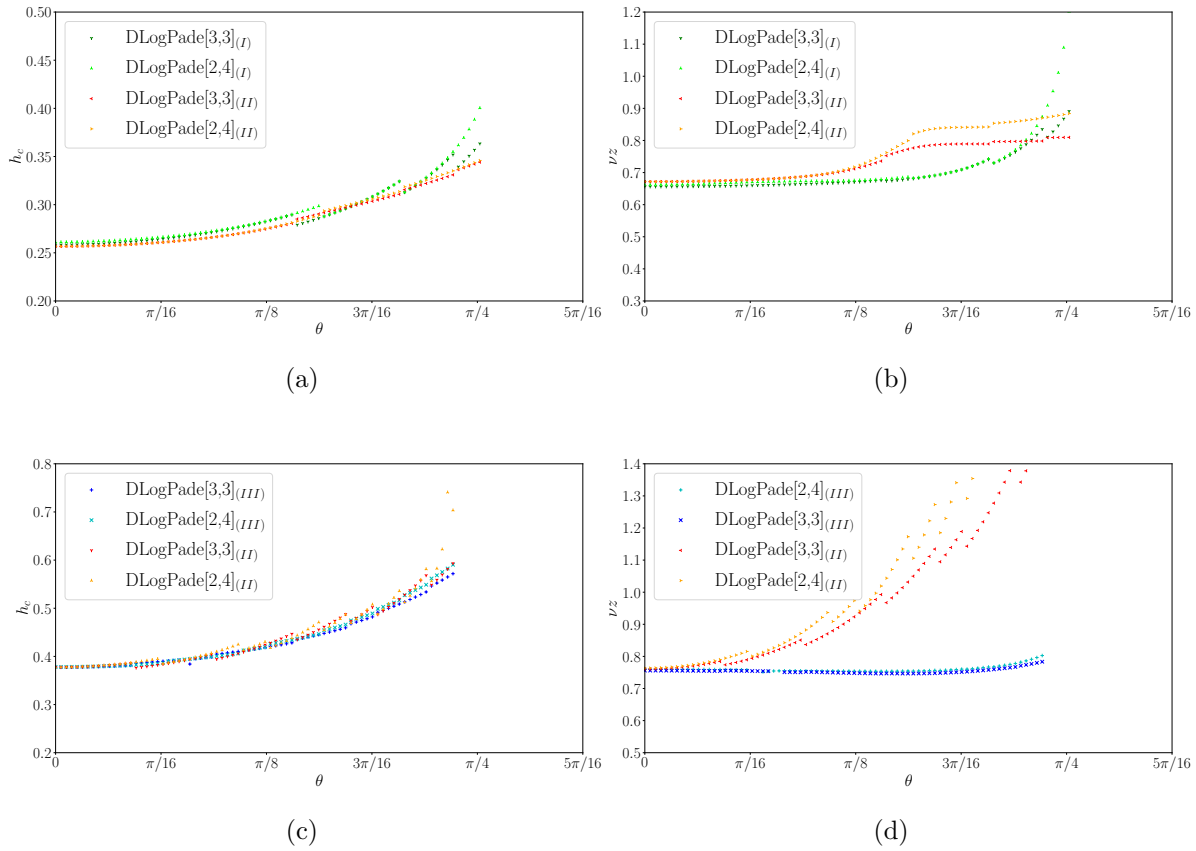 0.50
0.45
0.40
0.35
0.30
0.25
0.20
h_c
DLogPade[3,3]_(I)
DLogPade[2,4]_(I)
DLogPade[3,3]_(II)
DLogPade[2,4]_(II)
0 π/16 π/8 3π/16 π/4 5π/16
θ
(a)
1.2
1.1
1.0
0.9
0.8
0.7
0.6
0.5
0.4
0.3
νz
DLogPade[3,3]_(I)
DLogPade[2,4]_(I)
DLogPade[3,3]_(II)
DLogPade[2,4]_(II)
0 π/16 π/8 3π/16 π/4 5π/16
θ
(b)
0.8
0.7
0.6
0.5
0.4
0.3
0.2
h_c
DLogPade[3,3]_(III)
DLogPade[2,4]_(III)
DLogPade[3,3]_(II)
DLogPade[2,4]_(II)
0 π/16 π/8 3π/16 π/4 5π/16
θ
(c)
1.4
1.3
1.2
1.1
1.0
0.9
0.8
0.7
0.6
0.5
νz
DLogPade[2,4]_(III)
DLogPade[3,3]_(III)
DLogPade[3,3]_(II)
DLogPade[2,4]_(II)
0 π/16 π/8 3π/16 π/4 5π/16
θ
(d)